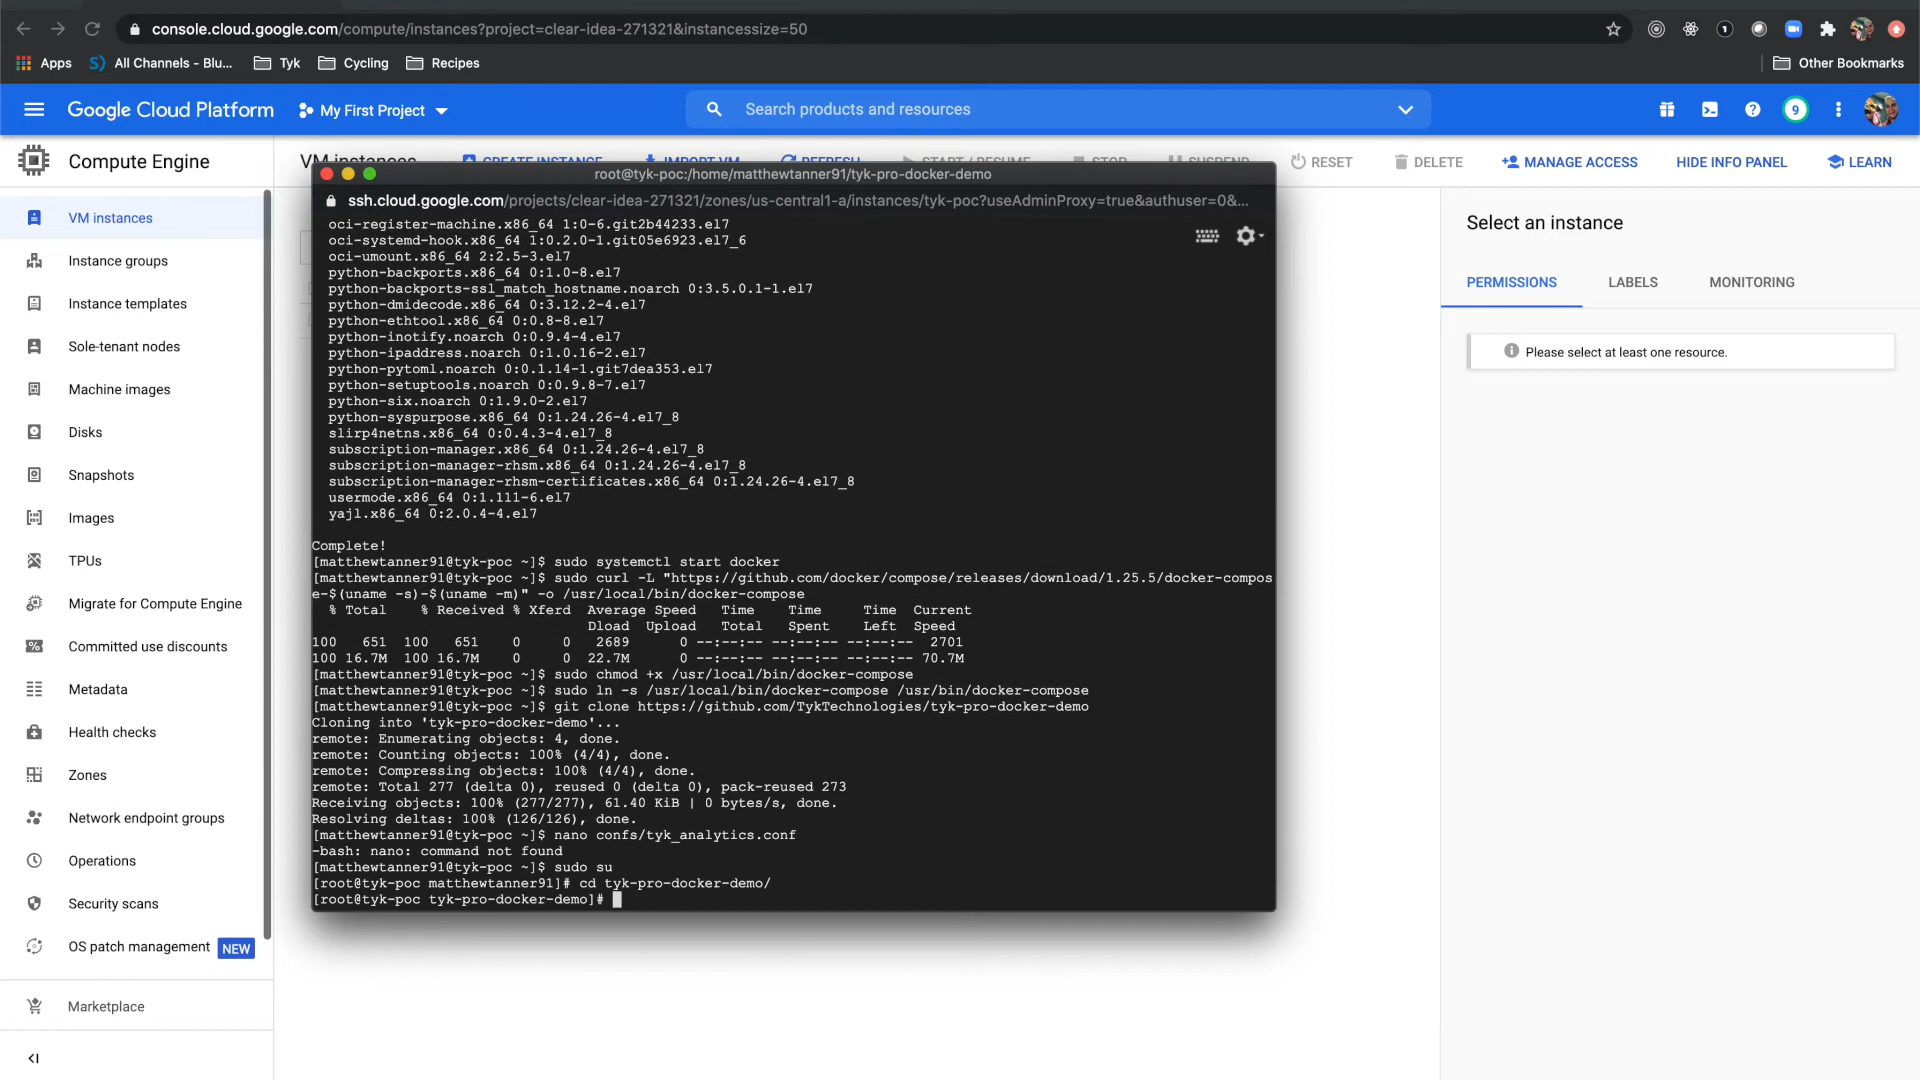 console.cloud.google.com/compute/instances?project=clear-idea-271321&instancessize=50
Apps
All Channels - Blu...
Tyk
Cycling
Recipes
Other Bookmarks
Google Cloud Platform
My First Project
Search products and resources
9
Compute Engine
VM instances
CREATE INSTANCE
IMPORT VM
REFRESH
START / RESUME
STOP
SUSPEND
RESET
DELETE
MANAGE ACCESS
HIDE INFO PANEL
LEARN
VM instances
Instance groups
Instance templates
Sole-tenant nodes
Machine images
Disks
Snapshots
Images
TPUs
Migrate for Compute Engine
Committed use discounts
Metadata
Health checks
Zones
Network endpoint groups
Operations
Security scans
OS patch management NEW
Marketplace
root@tyk-poc:/home/matthewtanner91/tyk-pro-docker-demo
ssh.cloud.google.com/projects/clear-idea-271321/zones/us-central1-a/instances/tyk-poc?useAdminProxy=true&authuser=0&...
oci-register-machine.x86_64 1:0-6.git2b44233.el7
oci-systemd-hook.x86_64 1:0.2.0-1.git05e6923.el7_6
oci-umount.x86_64 2:2.5-3.el7
python-backports.x86_64 0:1.0-8.el7
python-backports-ssl_match_hostname.noarch 0:3.5.0.1-1.el7
python-dmidecode.x86_64 0:3.12.2-4.el7
python-ethtool.x86_64 0:0.8-8.el7
python-inotify.noarch 0:0.9.4-4.el7
python-ipaddress.noarch 0:1.0.16-2.el7
python-pytoml.noarch 0:0.1.14-1.git7dea353.el7
python-setuptools.noarch 0:0.9.8-7.el7
python-six.noarch 0:1.9.0-2.el7
python-syspurpose.x86_64 0:1.24.26-4.el7_8
slirp4netns.x86_64 0:0.4.3-4.el7_8
subscription-manager.x86_64 0:1.24.26-4.el7_8
subscription-manager-rhsm.x86_64 0:1.24.26-4.el7_8
subscription-manager-rhsm-certificates.x86_64 0:1.24.26-4.el7_8
usermode.x86_64 0:1.111-6.el7
yajl.x86_64 0:2.0.4-4.el7
Complete!
[matthewtanner91@tyk-poc ~]$ sudo systemctl start docker
[matthewtanner91@tyk-poc ~]$ sudo curl -L "https://github.com/docker/compose/releases/download/1.25.5/docker-compos
e-$(uname -s)-$(uname -m)" -o /usr/local/bin/docker-compose
% Total % Received % Xferd Average Speed Time Time Time Current
Dload Upload Total Spent Left Speed
100 651 100 651 0 0 2689 0 --:--:-- --:--:-- --:--:-- 2701
100 16.7M 100 16.7M 0 0 22.7M 0 --:--:-- --:--:-- --:--:-- 70.7M
[matthewtanner91@tyk-poc ~]$ sudo chmod +x /usr/local/bin/docker-compose
[matthewtanner91@tyk-poc ~]$ sudo ln -s /usr/local/bin/docker-compose /usr/bin/docker-compose
[matthewtanner91@tyk-poc ~]$ git clone https://github.com/TykTechnologies/tyk-pro-docker-demo
Cloning into 'tyk-pro-docker-demo'...
remote: Enumerating objects: 4, done.
remote: Counting objects: 100% (4/4), done.
remote: Compressing objects: 100% (4/4), done.
remote: Total 277 (delta 0), reused 0 (delta 0), pack-reused 273
Receiving objects: 100% (277/277), 61.40 KiB | 0 bytes/s, done.
Resolving deltas: 100% (126/126), done.
[matthewtanner91@tyk-poc ~]$ nano confs/tyk_analytics.conf
-bash: nano: command not found
[matthewtanner91@tyk-poc ~]$ sudo su
[root@tyk-poc matthewtanner91]# cd tyk-pro-docker-demo/
[root@tyk-poc tyk-pro-docker-demo]#
Select an instance
PERMISSIONS
LABELS
MONITORING
Please select at least one resource.